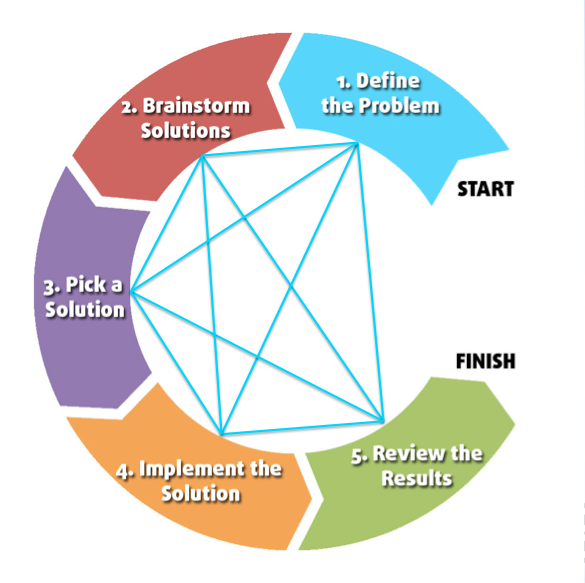 1. Define
the Problem
2. Brainstorm
Solutions
START
3. Pick a
Solution
FINISH
4. Implement the
Solution
5. Review the
Results